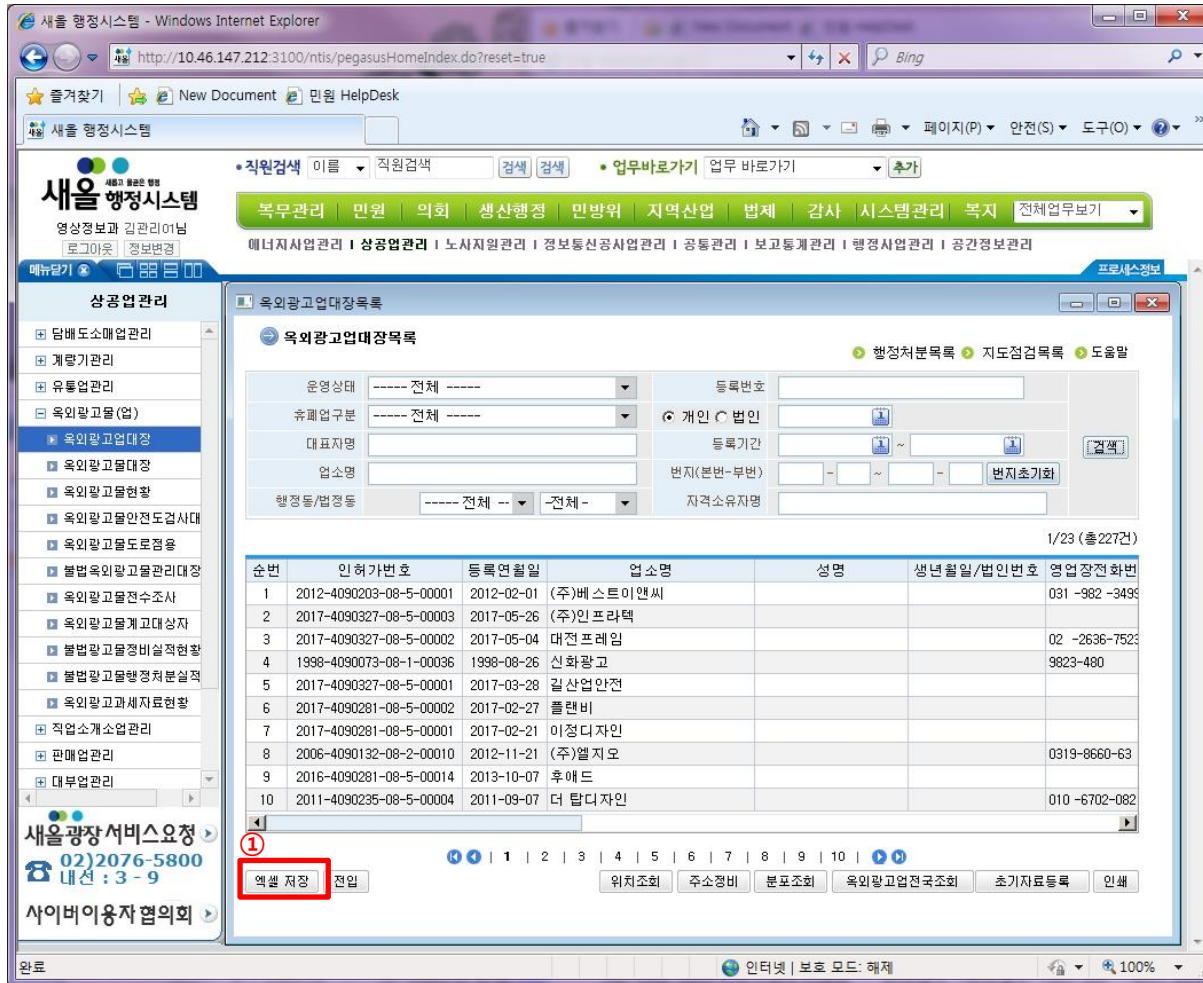 새올 행정시스템 - Windows Internet Explorer
http://10.46.147.212:3100/ntis/pegasusHomeIndex.do?reset=true
Bing
즐겨찾기 New Document 민원 HelpDesk
새올 행정시스템
페이지(P) 안전(S) 도구(O)
새올 행정시스템
영상정보과 김관리01님
로그아웃 정보변경
직원검색 이름 직원검색 검색 검색 업무바로가기 업무 바로가기 추가
복무관리 | 민원 | 의회 | 생산행정 | 민방위 | 지역산업 | 법제 | 감사 | 시스템관리 | 복지 전체업무보기
에너지사업관리 | 상공업관리 | 노사지원관리 | 정보통신공사업관리 | 공통관리 | 보고통계관리 | 행정사업관리 | 공간정보관리
메뉴닫기
프로세스정보
상공업관리
담배도소매업관리
계량기관리
유통업관리
옥외광고물(업)
옥외광고업대장
옥외광고물대장
옥외광고물현황
옥외광고물안전도검사대
옥외광고물도로점용
불법옥외광고물관리대장
옥외광고물전수조사
옥외광고물계고대상자
불법광고물정비실적현황
불법광고물행정처분실적
옥외광고과세자료현황
직업소개소업관리
판매업관리
대부업관리
새올광장 서비스요청
02)2076-5800
내선 : 3 - 9
사이버이용자 협의회
옥외광고업대장목록
옥외광고업대장목록
행정처분목록 지도점검목록 도움말
운영상태 ----- 전체 ----- 등록번호
휴폐업구분 ----- 전체 ----- 개인 법인
대표자명 등록기간 ~ 검색
업소명 번지(본번-부번) - ~ - 번지초기화
행정동/법정동 ----- 전체 -- -전체 - 자격소유자명
1/23 (총227건)
순번 인허가번호 등록연월일 업소명 성명 생년월일/법인번호 영업장전화번
1 2012-4090203-08-5-00001 2012-02-01 (주)베스트이앤씨 031 -982 -3499
2 2017-4090327-08-5-00003 2017-05-26 (주)인프라텍
3 2017-4090327-08-5-00002 2017-05-04 대전프레임 02 -2636-7523
4 1998-4090073-08-1-00036 1998-08-26 신화광고 9823-480
5 2017-4090327-08-5-00001 2017-03-28 길산업안전
6 2017-4090281-08-5-00002 2017-02-27 플랜비
7 2017-4090281-08-5-00001 2017-02-21 이정디자인
8 2006-4090132-08-2-00010 2012-11-21 (주)엘지오 0319-8660-63
9 2016-4090281-08-5-00014 2013-10-07 후애드
10 2011-4090235-08-5-00004 2011-09-07 더 탑디자인 010 -6702-082
①
| 1 | 2 | 3 | 4 | 5 | 6 | 7 | 8 | 9 | 10 |
엑셀 저장 전입 위치조회 주소정비 분포조회 옥외광고업전국조회 초기자료등록 인쇄
완료 인터넷 | 보호 모드: 해제 100%